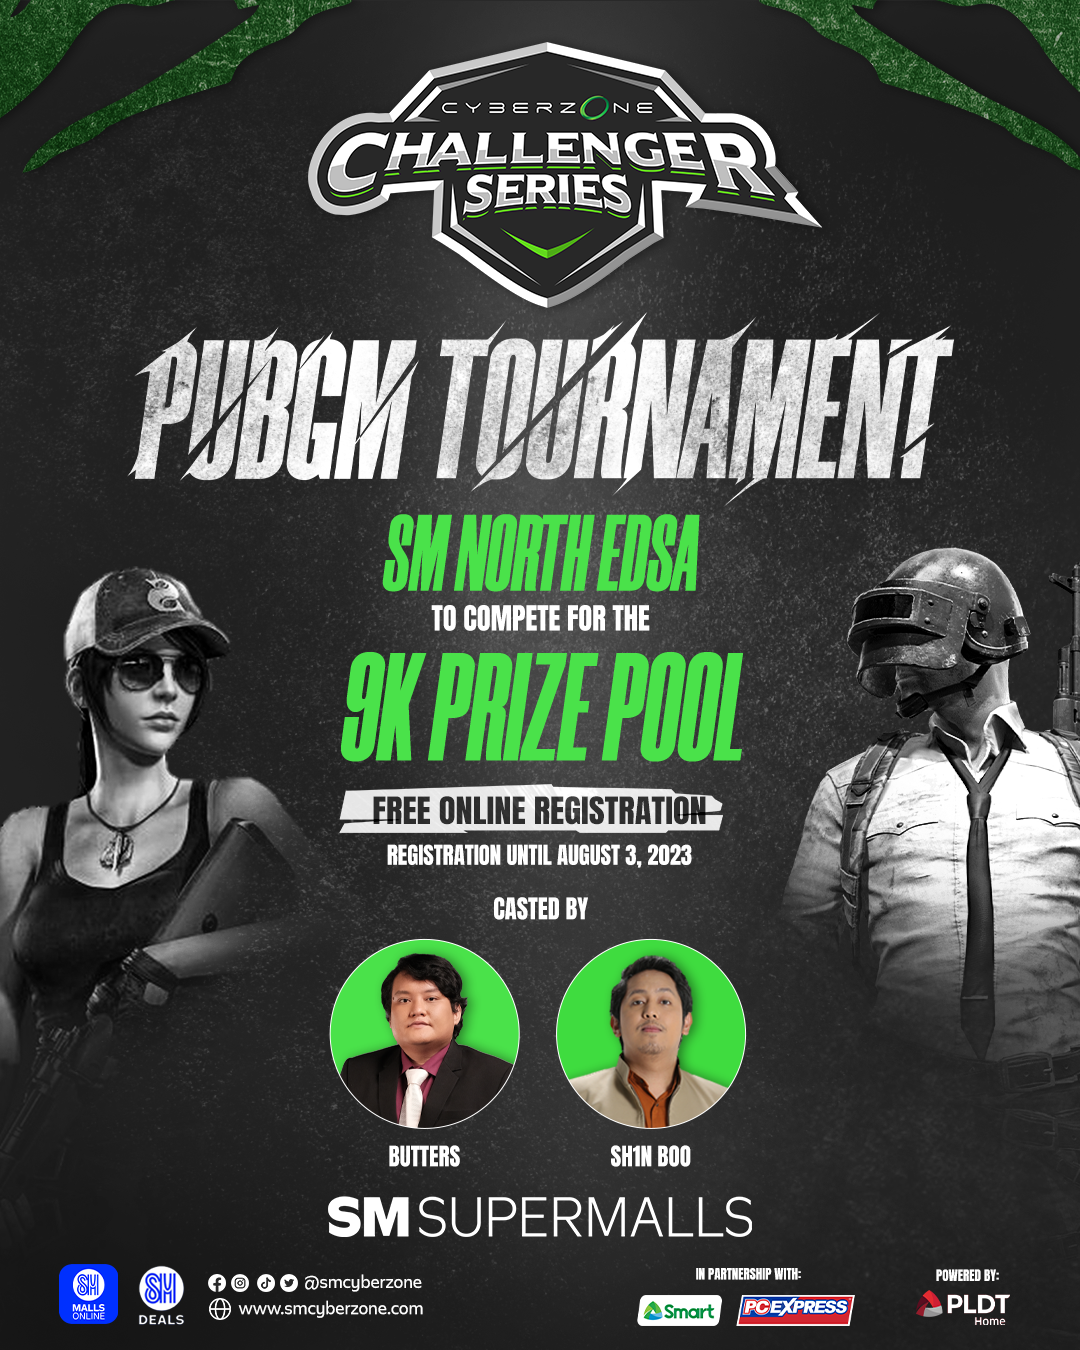 CYBERZONE
CHALLENGER
SERIES
PUBGM TOURNAMENT
SM NORTH EDSA
TO COMPETE FOR THE
9K PRIZE POOL
FREE ONLINE REGISTRATION
REGISTRATION UNTIL AUGUST 3, 2023
CASTED BY
BUTTERS
SH1N BOO
SM SUPERMALLS
SM
MALLS
ONLINE
SM
DEALS
@smcyberzone
www.smcyberzone.com
IN PARTNERSHIP WITH:
Smart
PC EXPRESS
POWERED BY:
PLDT
Home